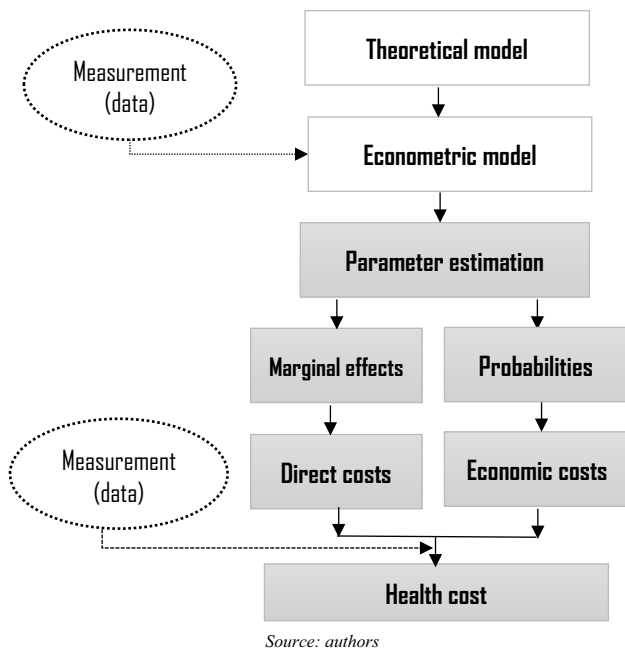 Theoretical model
Measurement
(data)
Econometric model
Parameter estimation
Marginal effects
Probabilities
Measurement
(data)
Direct costs
Economic costs
Health cost
Source: authors